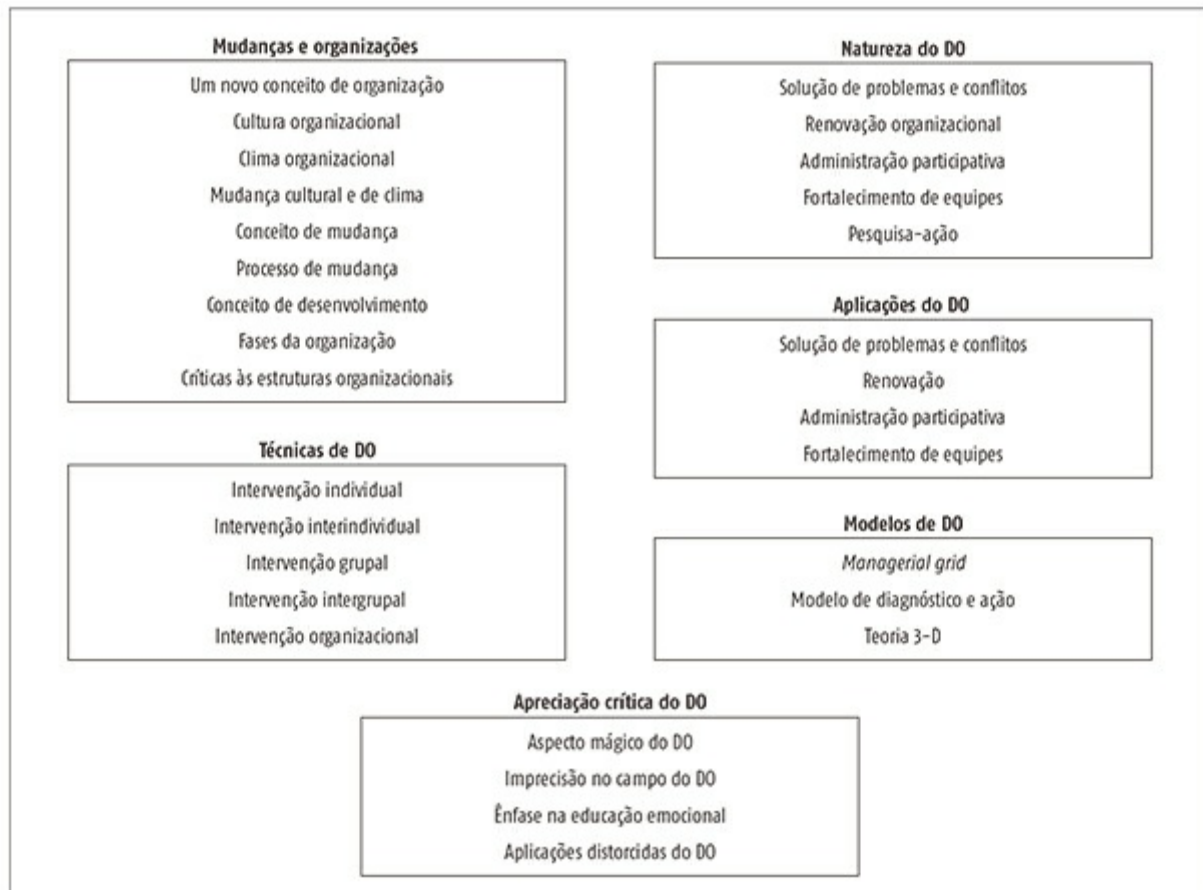 Mudanças e organizações
Um novo conceito de organização
Cultura organizacional
Clima organizacional
Mudança cultural e de clima
Conceito de mudança
Processo de mudança
Conceito de desenvolvimento
Fases da organização
Críticas às estruturas organizacionais
Técnicas de DO
Intervenção individual
Intervenção interindividual
Intervenção grupal
Intervenção intergrupal
Intervenção organizacional
Natureza do DO
Solução de problemas e conflitos
Renovação organizacional
Administração participativa
Fortalecimento de equipes
Pesquisa-ação
Aplicações do DO
Solução de problemas e conflitos
Renovação
Administração participativa
Fortalecimento de equipes
Modelos de DO
Managerial grid
Modelo de diagnóstico e ação
Teoria 3-D
Apreciação crítica do DO
Aspecto mágico do DO
Imprecisão no campo do DO
Ênfase na educação emocional
Aplicações distorcidas do DO